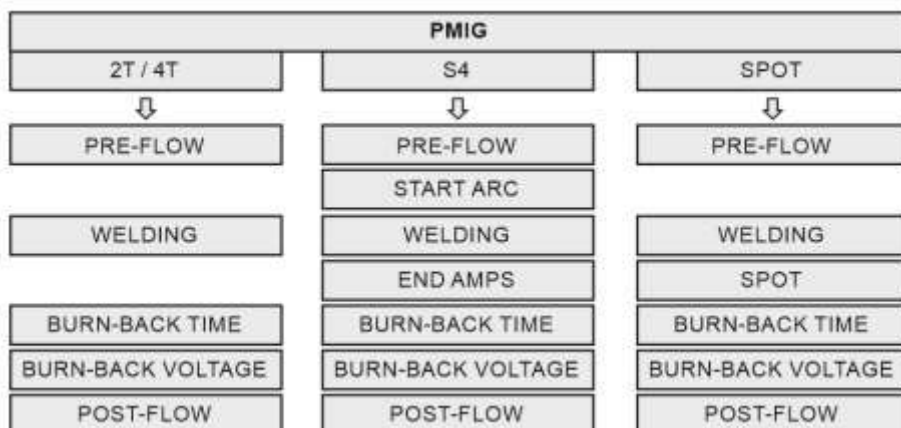 PMIG
2T / 4T S4 SPOT
PRE-FLOW PRE-FLOW PRE-FLOW
START ARC
WELDING WELDING WELDING
END AMPS SPOT
BURN-BACK TIME BURN-BACK TIME BURN-BACK TIME
BURN-BACK VOLTAGE BURN-BACK VOLTAGE BURN-BACK VOLTAGE
POST-FLOW POST-FLOW POST-FLOW